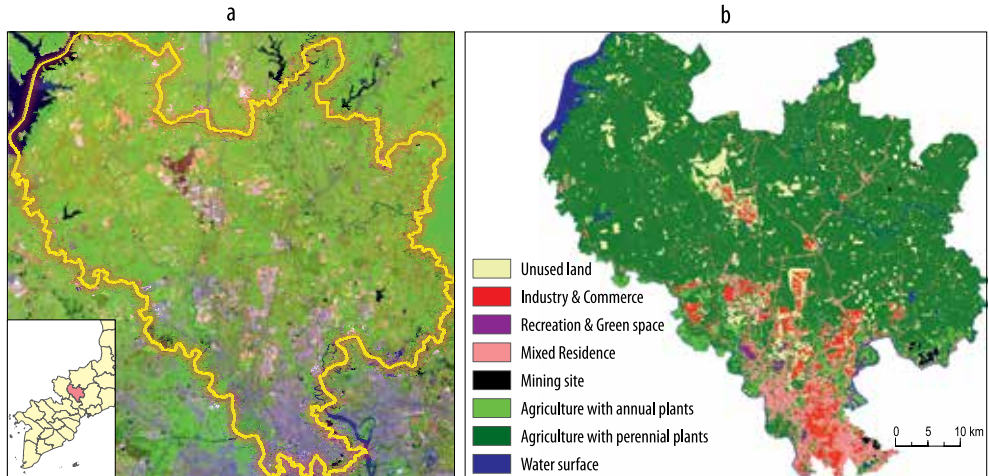 a
b
Unused land
Industry & Commerce
Recreation & Green space
Mixed Residence
Mining site
Agriculture with annual plants
Agriculture with perennial plants
Water surface
0 5 10 km